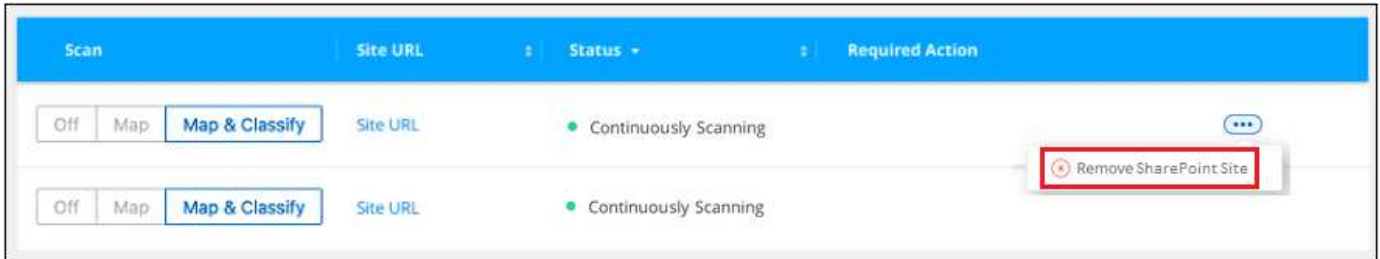 Scan Site URL Status Required Action
Off Map Map & Classify Site URL Continuously Scanning
Remove SharePoint Site
Off Map Map & Classify Site URL Continuously Scanning